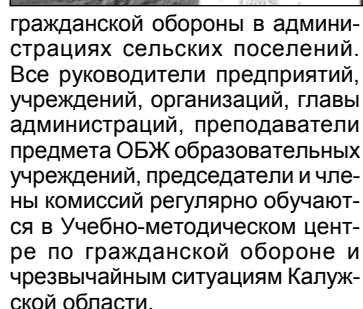 гражданской обороны в админи-
страциях сельских поселений.
Все руководители предприятий,
учреждений, организаций, главы
администраций, преподаватели
предмета ОБЖ образовательных
учреждений, председатели и чле-
ны комиссий регулярно обучают-
ся в Учебно-методическом цент-
ре по гражданской обороне и
чрезвычайным ситуациям Калуж-
ской области.